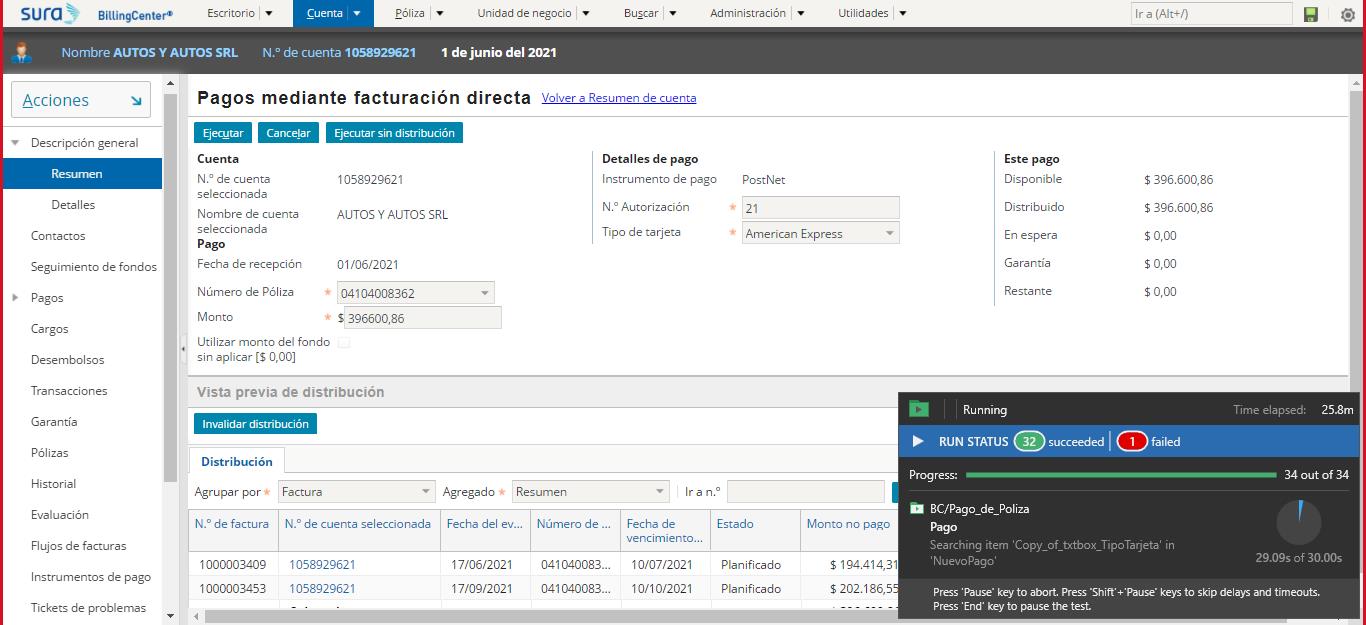 sura BillingCenter® Escritorio Cuenta Póliza Unidad de negocio Buscar Administración Utilidades Ir a (Alt+/)
Nombre AUTOS Y AUTOS SRL N.º de cuenta 1058929621 1 de junio del 2021
Acciones
Descripción general
Resumen
Detalles
Contactos
Seguimiento de fondos
Pagos
Cargos
Desembolsos
Transacciones
Garantía
Pólizas
Historial
Evaluación
Flujos de facturas
Instrumentos de pago
Tickets de problemas
Pagos mediante facturación directa Volver a Resumen de cuenta
Ejecutar Cancelar Ejecutar sin distribución
Cuenta
N.º de cuenta
seleccionada 1058929621
Nombre de cuenta
seleccionada AUTOS Y AUTOS SRL
Pago
Fecha de recepción 01/06/2021
Número de Póliza * 04104008362
Monto * $ 396600,86
Utilizar monto del fondo
sin aplicar [$ 0,00]
Detalles de pago
Instrumento de pago PostNet
N.º Autorización * 21
Tipo de tarjeta * American Express
Este pago
Disponible $ 396.600,86
Distribuido $ 396.600,86
En espera $ 0,00
Garantía $ 0,00
Restante $ 0,00
Vista previa de distribución
Invalidar distribución
Distribución
Agrupar por * Factura Agregado * Resumen Ir a n.º
N.º de factura N.º de cuenta seleccionada Fecha del ev... Número de ... Fecha de
vencimiento... Estado Monto no pago
1000003409 1058929621 17/06/2021 041040083... 10/07/2021 Planificado $ 194.414,31
1000003453 1058929621 17/09/2021 041040083... 10/10/2021 Planificado $ 202.186,55
Running Time elapsed: 25.8m
RUN STATUS 32 succeeded 1 failed
Progress: 34 out of 34
BC/Pago_de_Poliza
Pago
Searching item 'Copy_of_txtbox_TipoTarjeta' in
'NuevoPago'
29.09s of 30.00s
Press 'Pause' key to abort. Press 'Shift'+'Pause' keys to skip delays and timeouts.
Press 'End' key to pause the test.